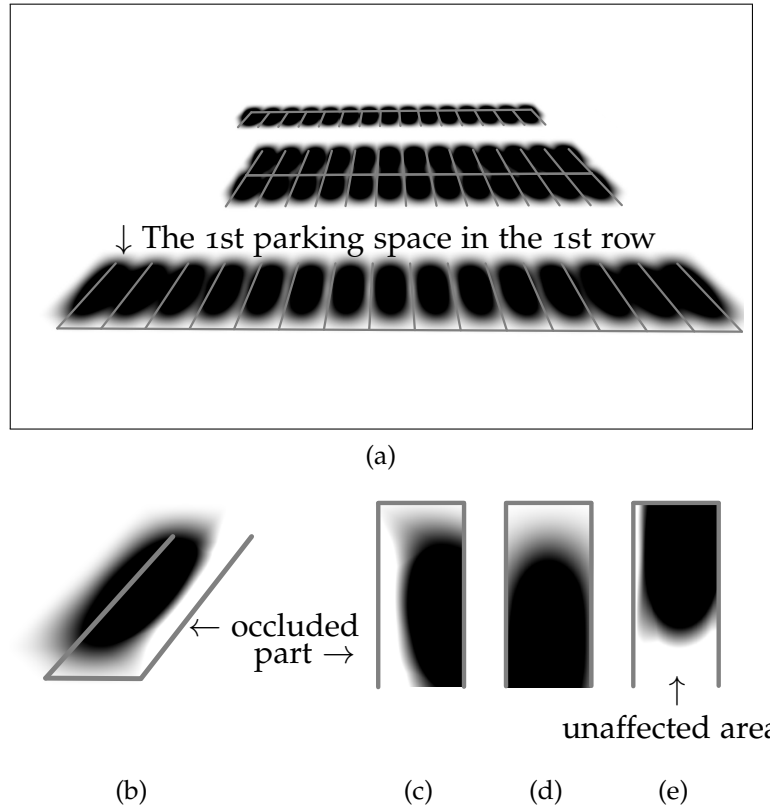 ↓ The 1st parking space in the 1st row
(a)
← occluded
part →
↑
unaffected area
(b) (c) (d) (e)